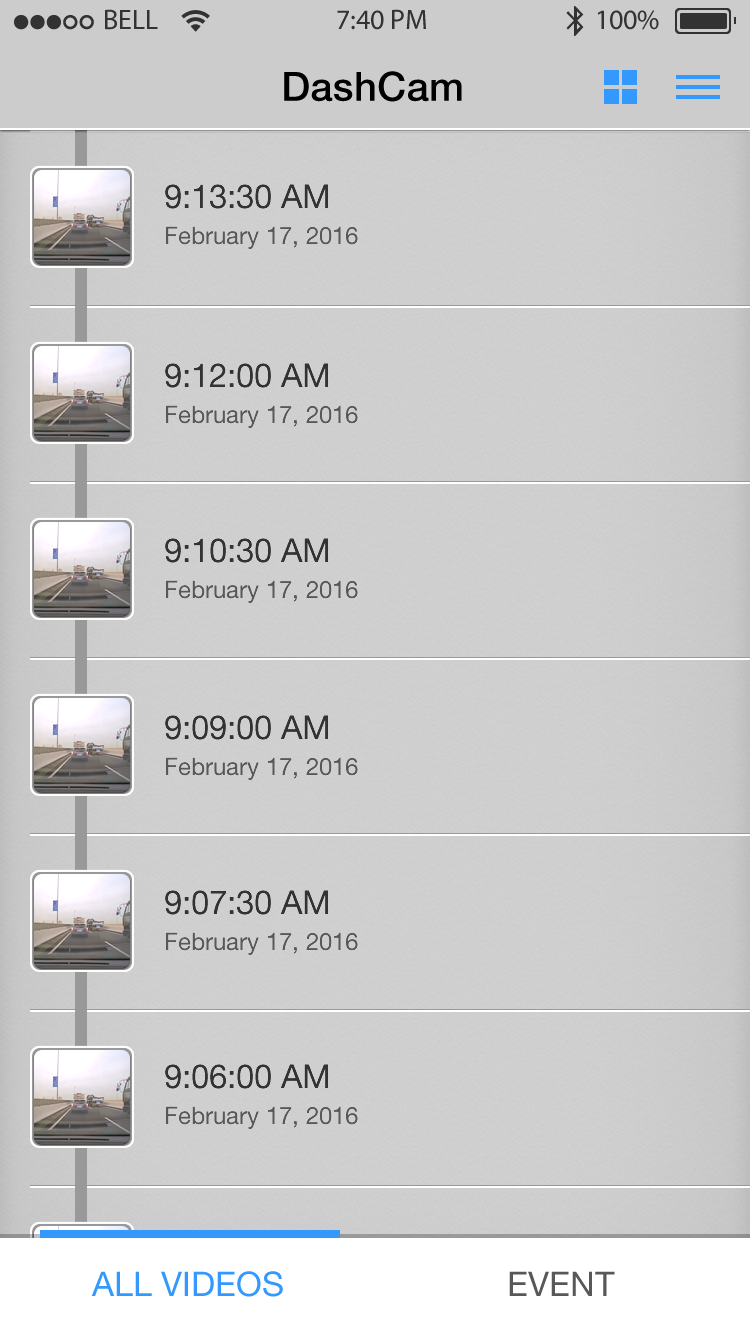 BELL 7:40 PM 100%
DashCam
9:13:30 AM
February 17, 2016
9:12:00 AM
February 17, 2016
9:10:30 AM
February 17, 2016
9:09:00 AM
February 17, 2016
9:07:30 AM
February 17, 2016
9:06:00 AM
February 17, 2016
ALL VIDEOS EVENT